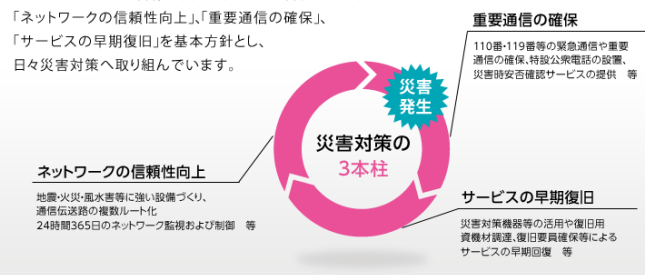 「ネットワークの信頼性向上」、「重要通信の確保」、
「サービスの早期復旧」を基本方針とし、
日々災害対策へ取り組んでいます。
重要通信の確保
110番・119番等の緊急通信や重要
通信の確保、特設公衆電話の設置、
災害時安否確認サービスの提供　等
災害
発生
災害対策の
3本柱
ネットワークの信頼性向上
地震・火災・風水害等に強い設備づくり、
通信伝送路の複数ルート化
24時間365日のネットワーク監視および制御　等
サービスの早期復旧
災害対策機器等の活用や復旧用
資機材調達、復旧要員確保等による
サービスの早期回復　等